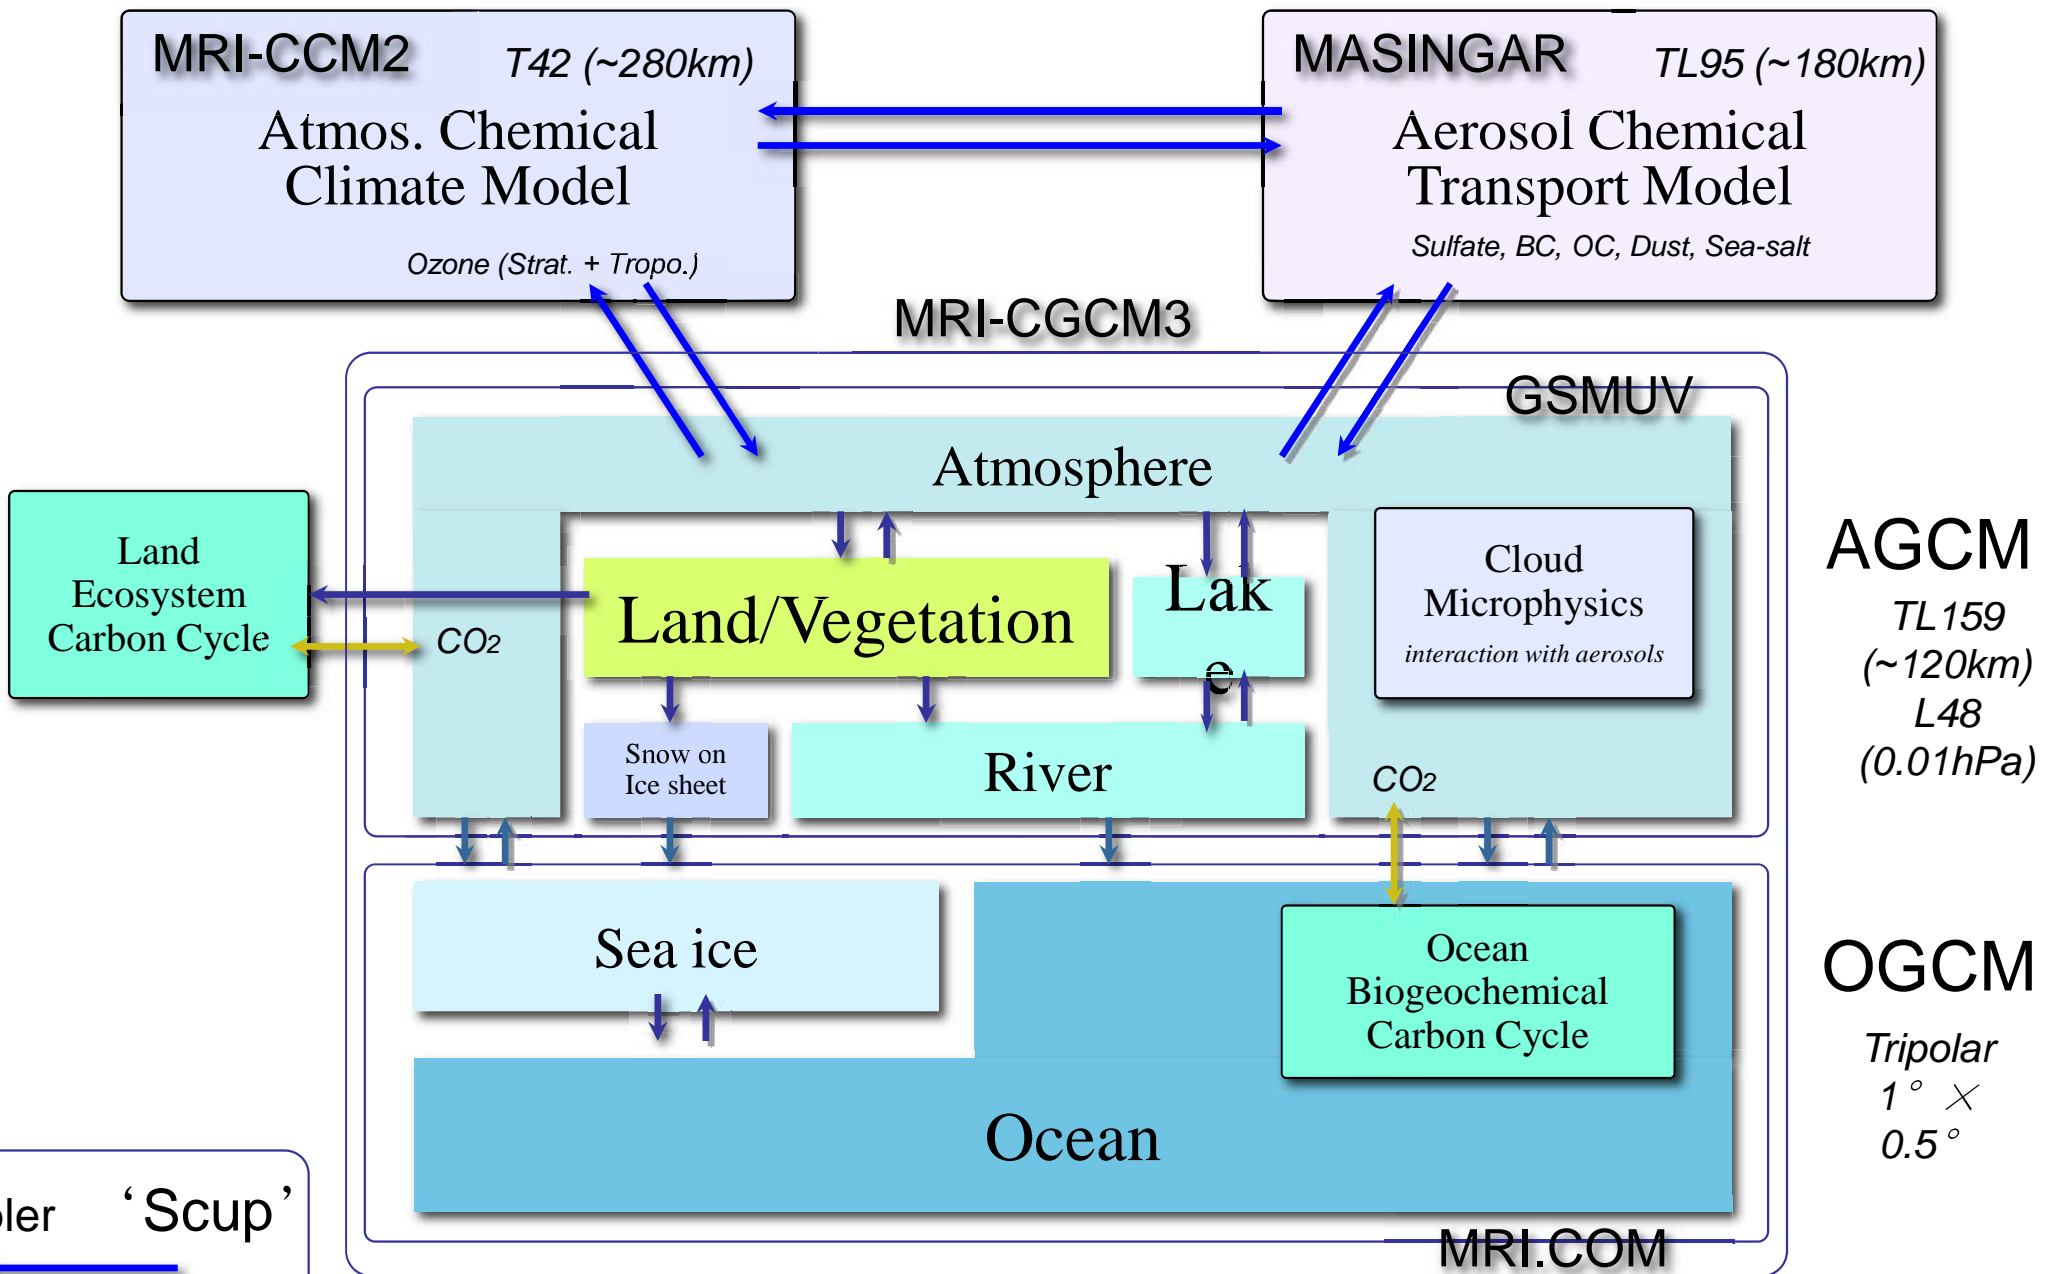 MRI-CCM2
T42 (~280km)
Atmos. Chemical
Climate Model
Ozone (Strat. + Tropo.)
MASINGAR
TL95 (~180km)
Aerosol Chemical
Transport Model
Sulfate, BC, OC, Dust, Sea-salt
MRI-CGCM3
GSMUV
Atmosphere
Land
Ecosystem
Carbon Cycle
CO2
Land/Vegetation
Lak
e
Cloud
Microphysics
interaction with aerosols
Snow on
Ice sheet
River
CO2
AGCM
TL159
(~120km)
L48
(0.01hPa)
Sea ice
Ocean
Biogeochemical
Carbon Cycle
Ocean
OGCM
Tripolar
1° ×
0.5°
MRI.COM
‘Scup’